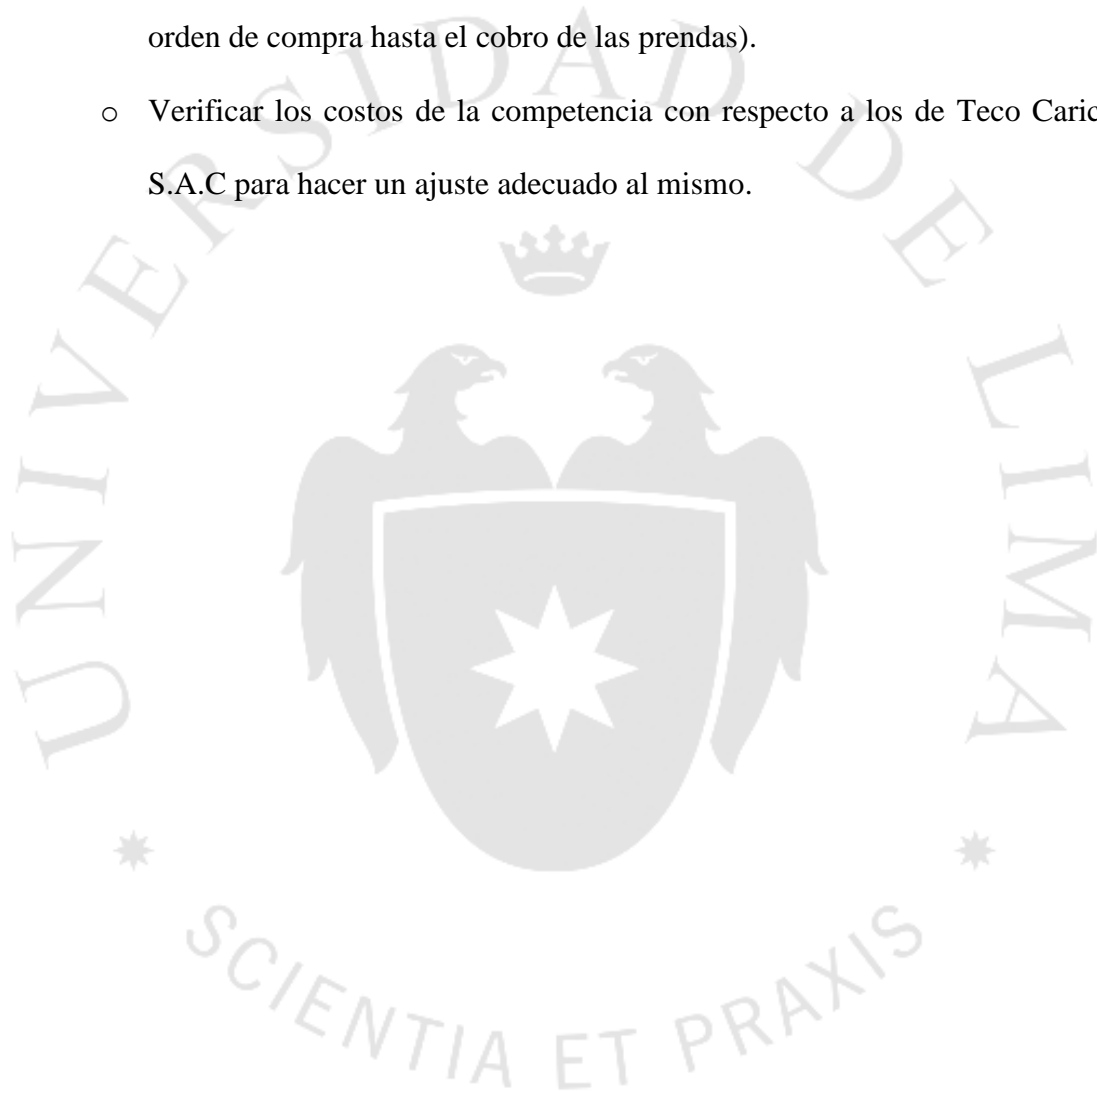 orden de compra hasta el cobro de las prendas).
o Verificar los costos de la competencia con respecto a los de Teco Caric
S.A.C para hacer un ajuste adecuado al mismo.
UNIVERSIDAD DE LIMA
SCIENTIA ET PRAXIS